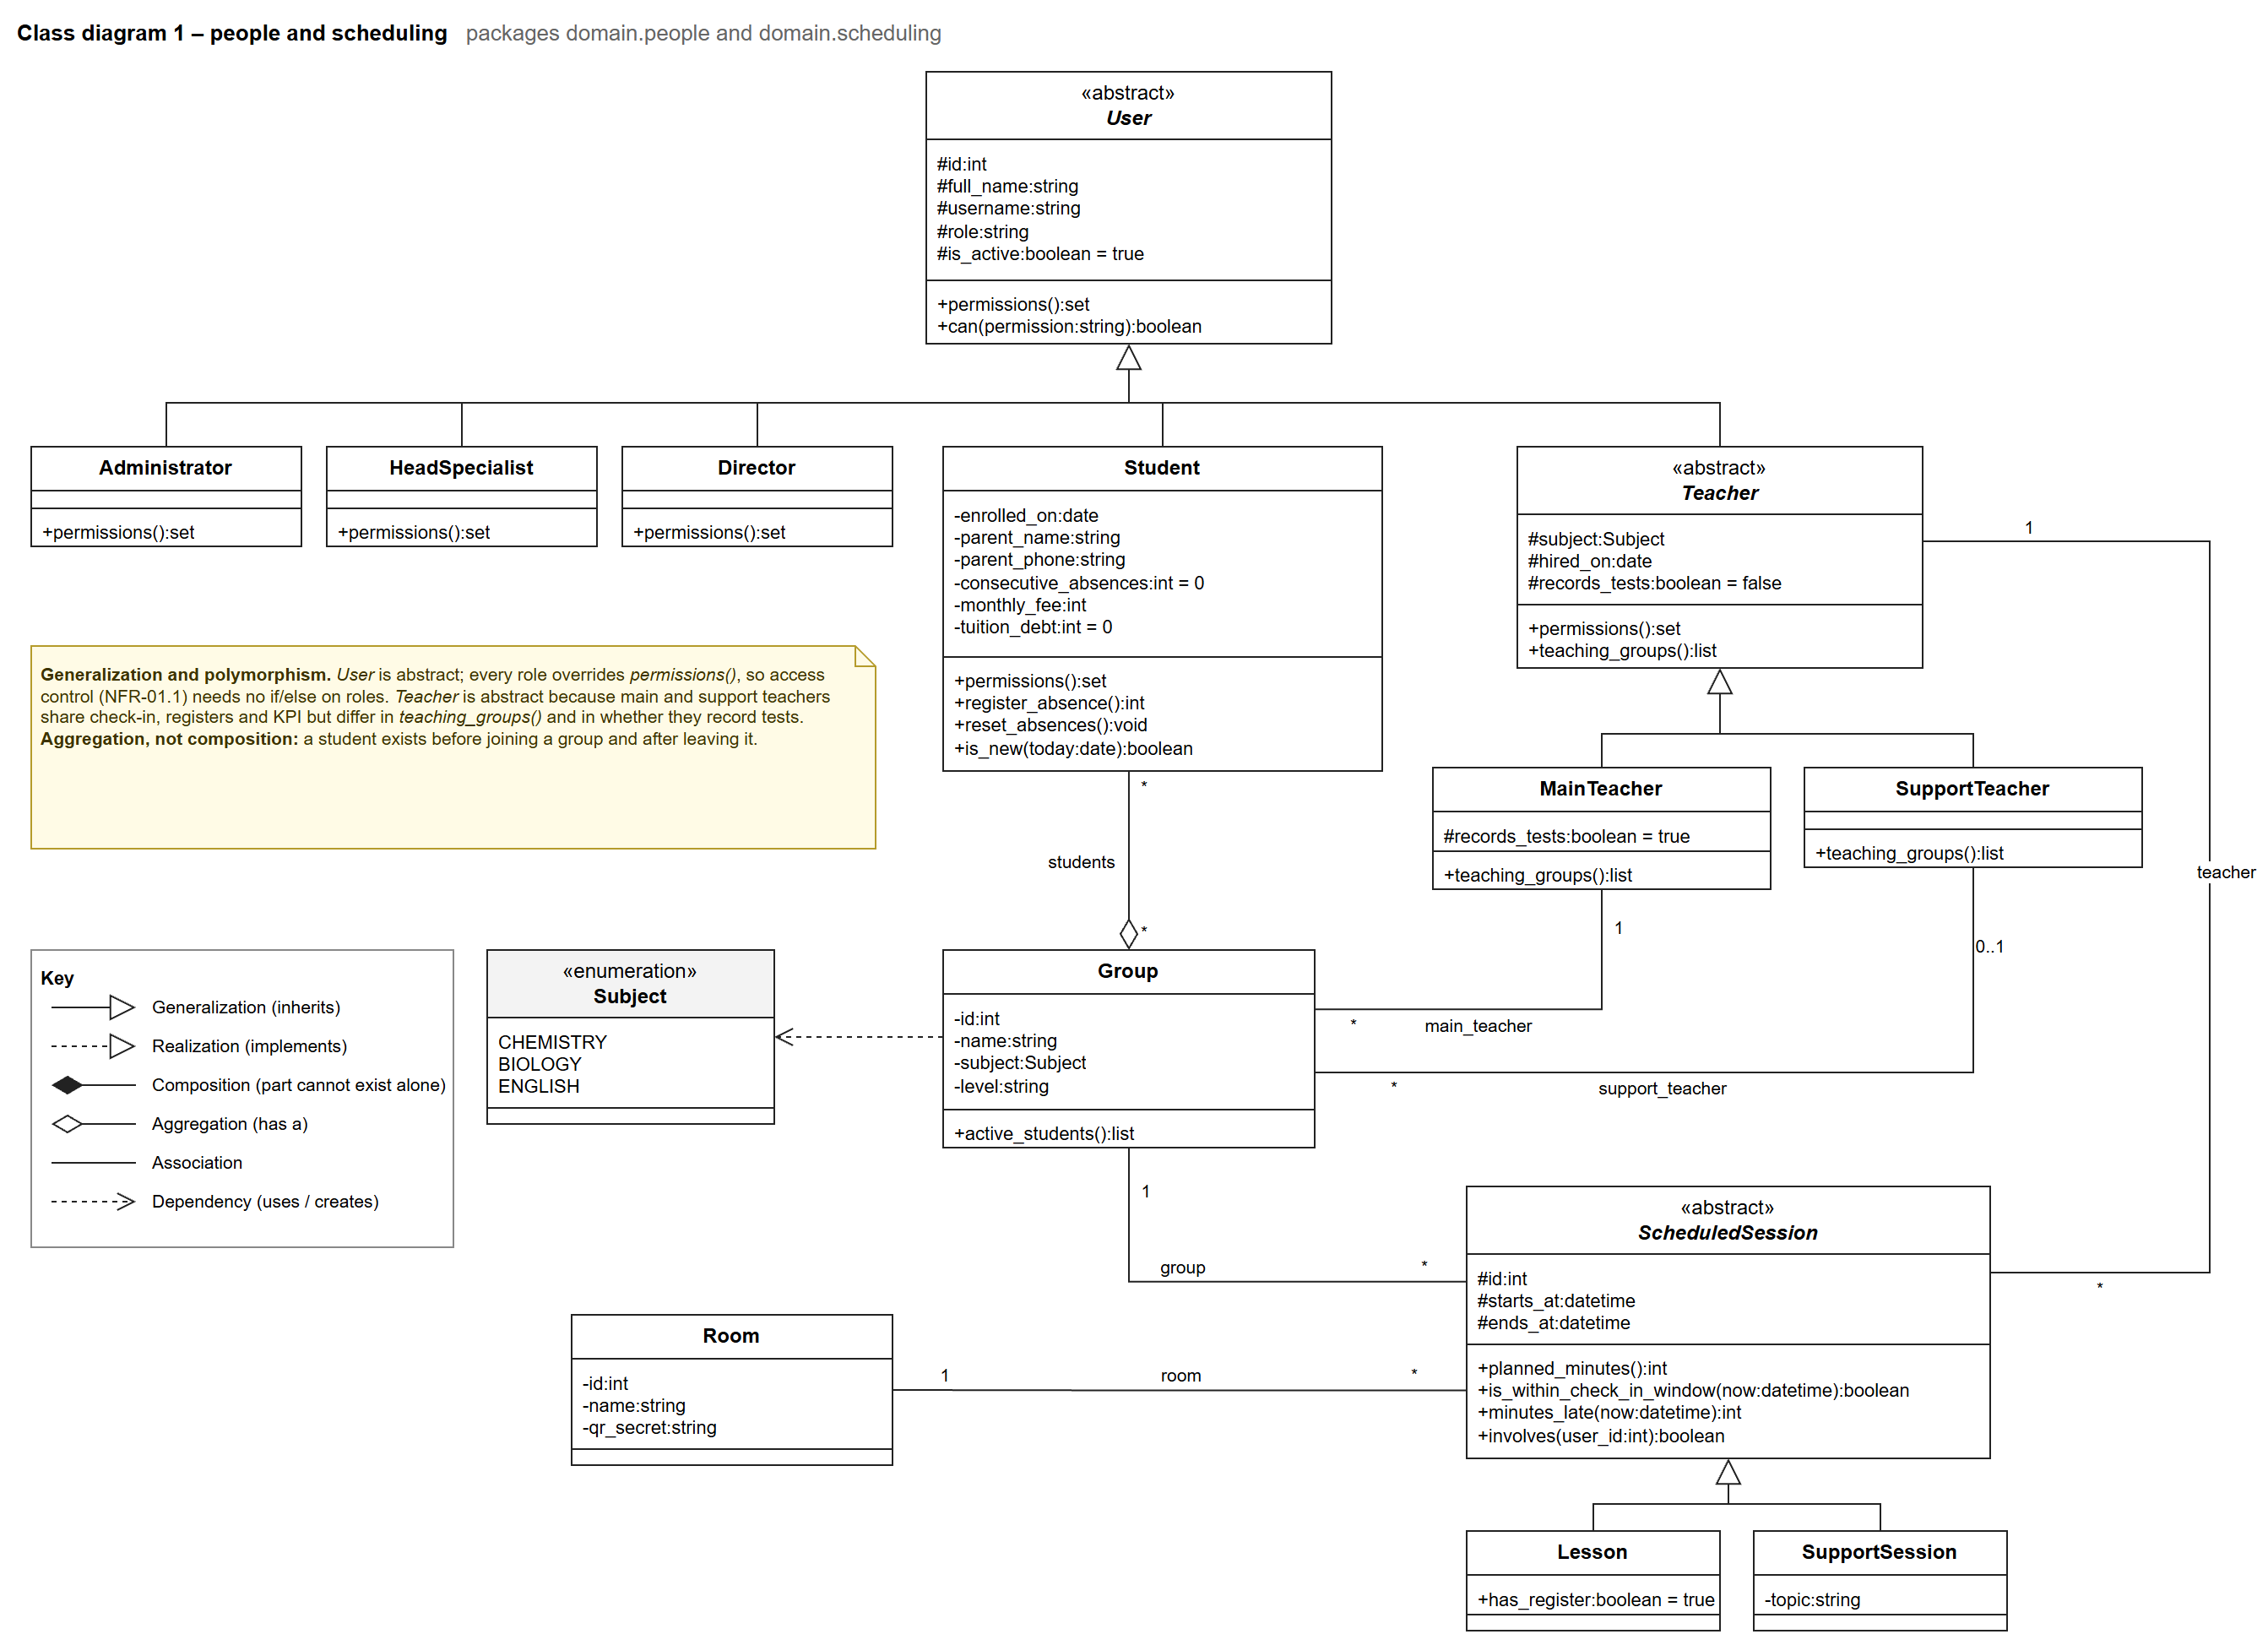 Class diagram 1 – people and scheduling packages domain.people and domain.scheduling
«abstract»
User
#id:int
#full_name:string
#username:string
#role:string
#is_active:boolean = true
+permissions():set
+can(permission:string):boolean
Administrator
+permissions():set
HeadSpecialist
+permissions():set
Director
+permissions():set
Student
-enrolled_on:date
-parent_name:string
-parent_phone:string
-consecutive_absences:int = 0
-monthly_fee:int
-tuition_debt:int = 0
+permissions():set
+register_absence():int
+reset_absences():void
+is_new(today:date):boolean
«abstract»
Teacher
#subject:Subject
#hired_on:date
#records_tests:boolean = false
+permissions():set
+teaching_groups():list
1
teacher
*
Generalization and polymorphism. User is abstract; every role overrides permissions(), so access
control (NFR-01.1) needs no if/else on roles. Teacher is abstract because main and support teachers
share check-in, registers and KPI but differ in teaching_groups() and in whether they record tests.
Aggregation, not composition: a student exists before joining a group and after leaving it.
MainTeacher
#records_tests:boolean = true
+teaching_groups():list
SupportTeacher
+teaching_groups():list
*
students
*
1
*
main_teacher
0..1
*
support_teacher
Key
Generalization (inherits)
Realization (implements)
Composition (part cannot exist alone)
Aggregation (has a)
Association
Dependency (uses / creates)
«enumeration»
Subject
CHEMISTRY
BIOLOGY
ENGLISH
Group
-id:int
-name:string
-subject:Subject
-level:string
+active_students():list
1
group
*
«abstract»
ScheduledSession
#id:int
#starts_at:datetime
#ends_at:datetime
+planned_minutes():int
+is_within_check_in_window(now:datetime):boolean
+minutes_late(now:datetime):int
+involves(user_id:int):boolean
Room
-id:int
-name:string
-qr_secret:string
1
room
*
Lesson
+has_register:boolean = true
SupportSession
-topic:string